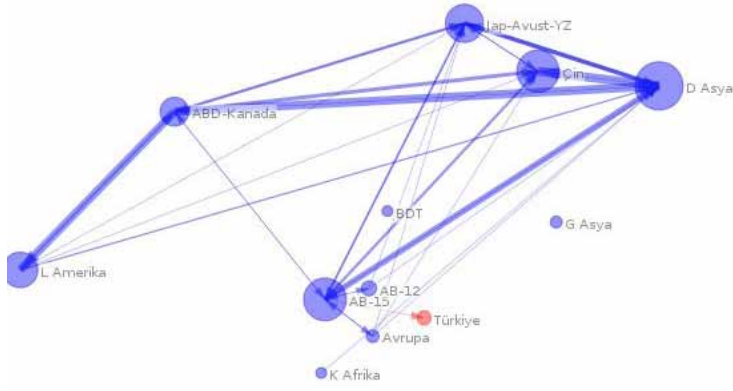 Jap-Avust-YZ
Çin
D Asya
ABD-Kanada
BDT
G Asya
L Amerika
AB-12
AB-15
Türkiye
Avrupa
K Afrika